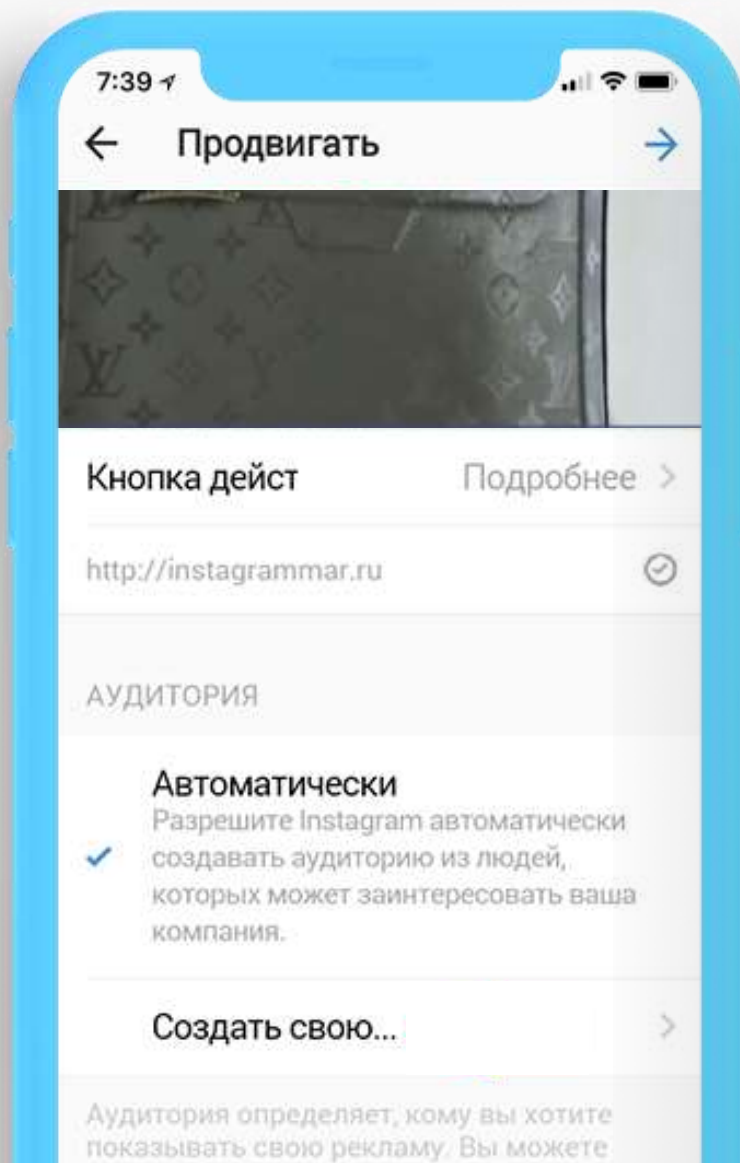 7:39
Продвигать
LV
Кнопка дейст Подробнее
http://instagrammar.ru
АУДИТОРИЯ
Автоматически
Разрешите Instagram автоматически
создавать аудиторию из людей,
которых может заинтересовать ваша
компания.
Создать свою...
Аудитория определяет, кому вы хотите
показывать свою рекламу. Вы можете